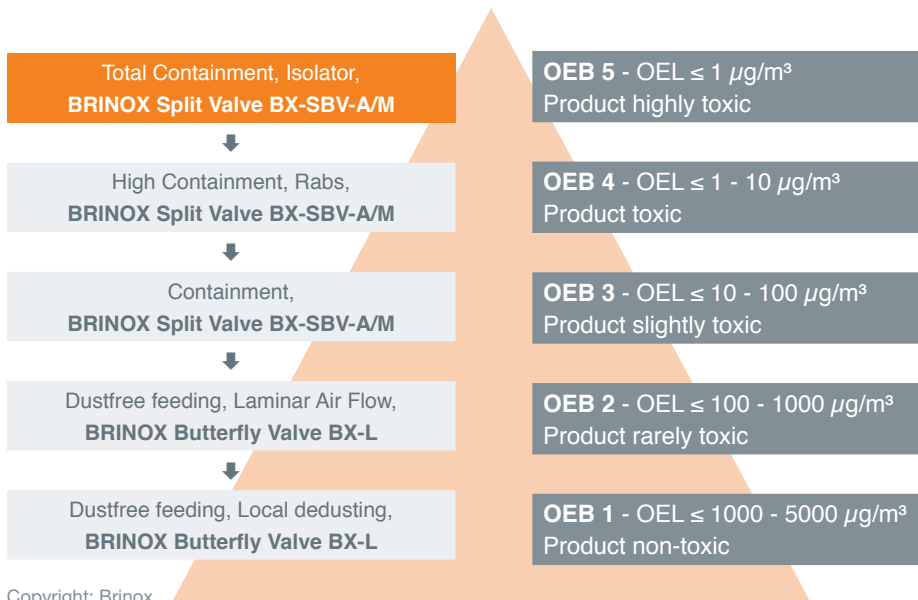 Total Containment, Isolator,
BRINOX Split Valve BX-SBV-A/M
OEB 5 - OEL ≤ 1 µg/m³
Product highly toxic
High Containment, Rabs,
BRINOX Split Valve BX-SBV-A/M
OEB 4 - OEL ≤ 1 - 10 µg/m³
Product toxic
Containment,
BRINOX Split Valve BX-SBV-A/M
OEB 3 - OEL ≤ 10 - 100 µg/m³
Product slightly toxic
Dustfree feeding, Laminar Air Flow,
BRINOX Butterfly Valve BX-L
OEB 2 - OEL ≤ 100 - 1000 µg/m³
Product rarely toxic
Dustfree feeding, Local dedusting,
BRINOX Butterfly Valve BX-L
OEB 1 - OEL ≤ 1000 - 5000 µg/m³
Product non-toxic
Copyright: Brinox